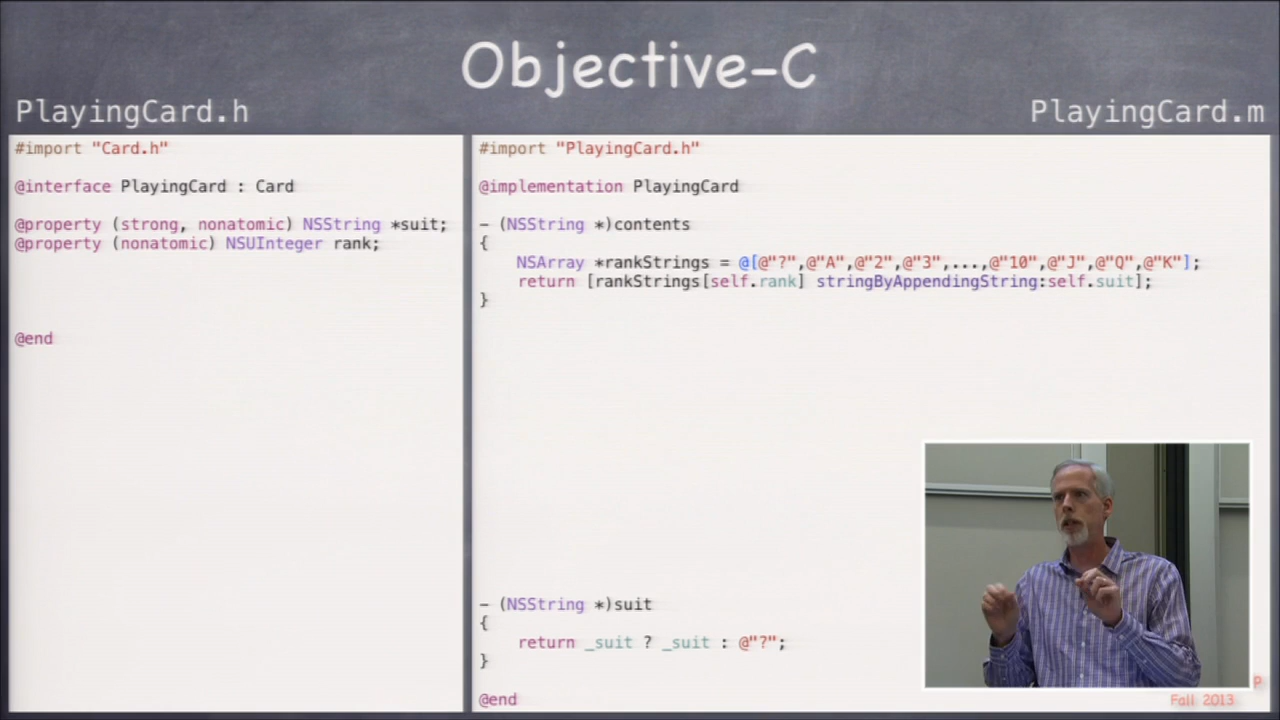 Objective-C
PlayingCard.h
PlayingCard.m
#import "Card.h"
@interface PlayingCard : Card
@property (strong, nonatomic) NSString *suit;
@property (nonatomic) NSUInteger rank;
@end
#import "PlayingCard.h"
@implementation PlayingCard
- (NSString *)contents
{
NSArray *rankStrings = @[@"?",@"A",@"2",@"3",...,@"10",@"J",@"Q",@"K"];
return [rankStrings[self.rank] stringByAppendingString:self.suit];
}
- (NSString *)suit
{
return _suit ? _suit : @"?";
}
@end
Fall 2013